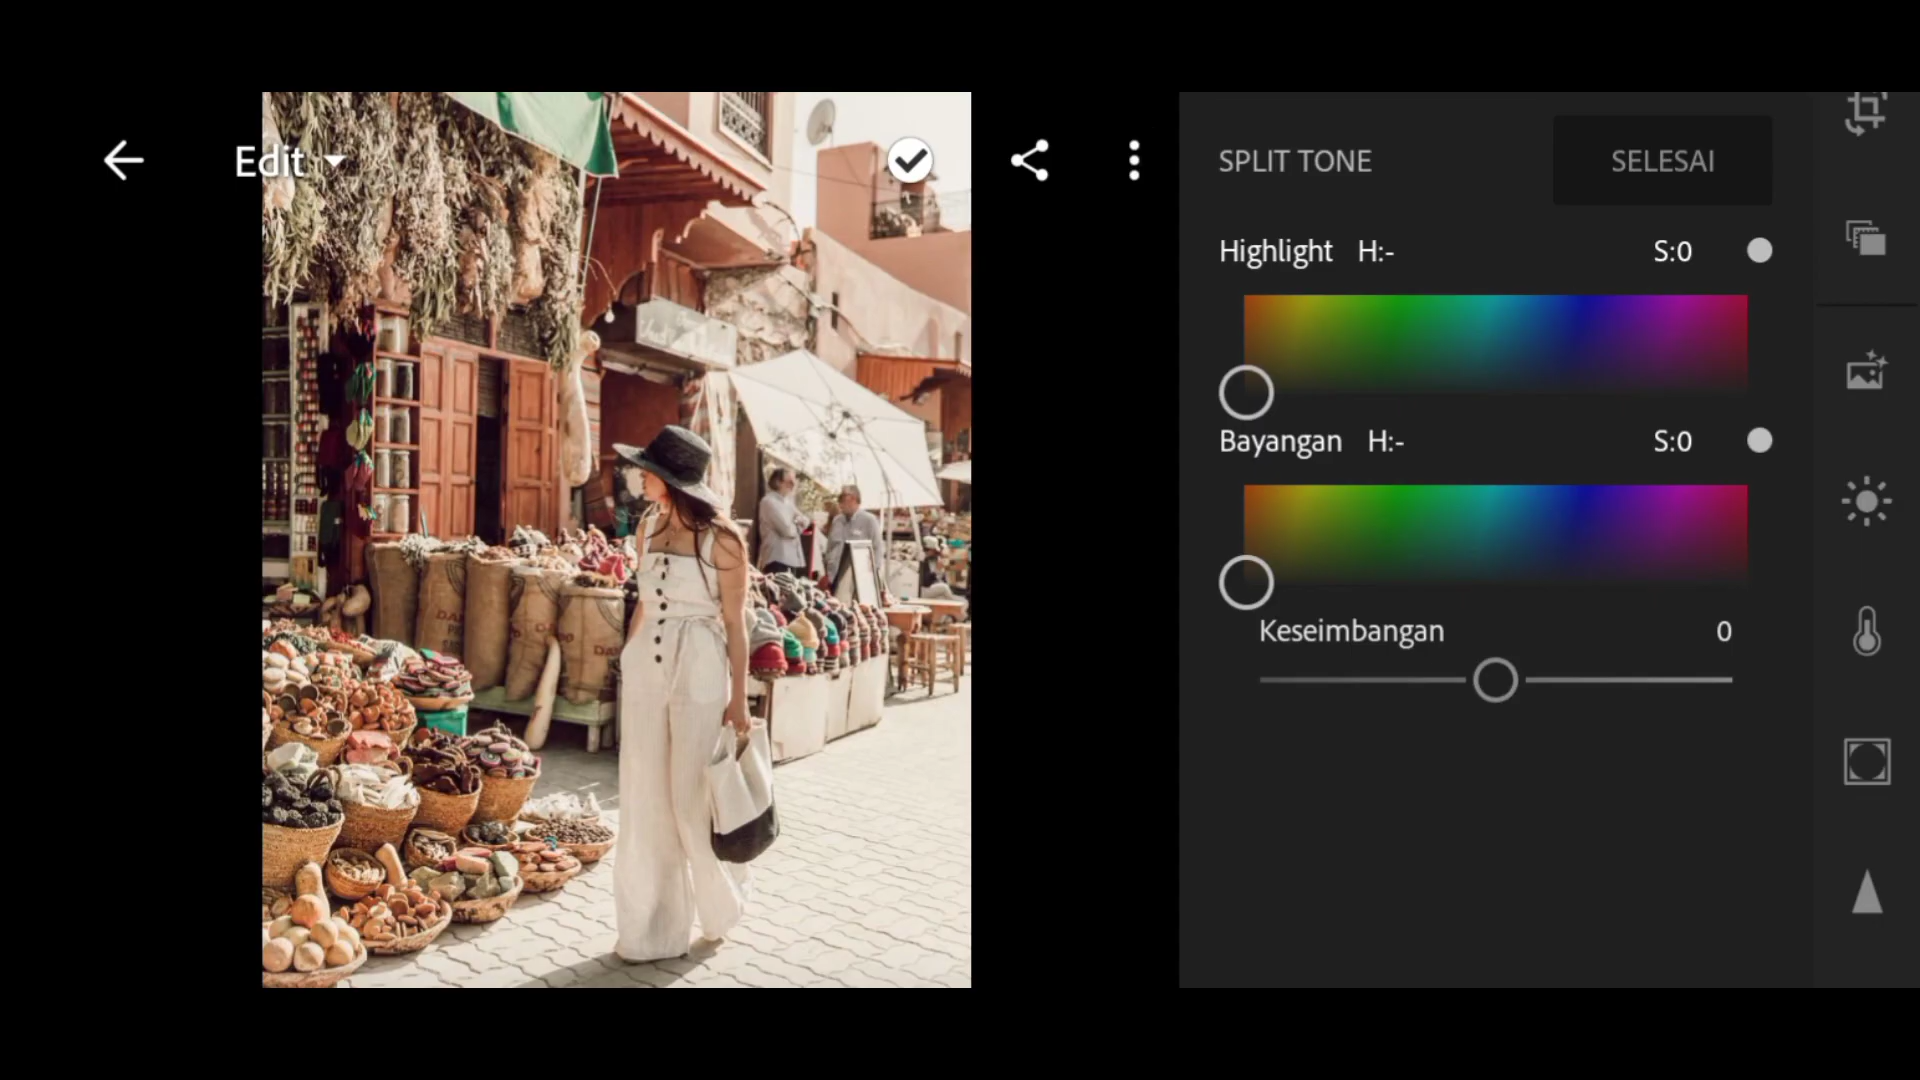 Edit
SPLIT TONE
SELESAI
Highlight H:- S:0
Bayangan H:- S:0
Keseimbangan 0